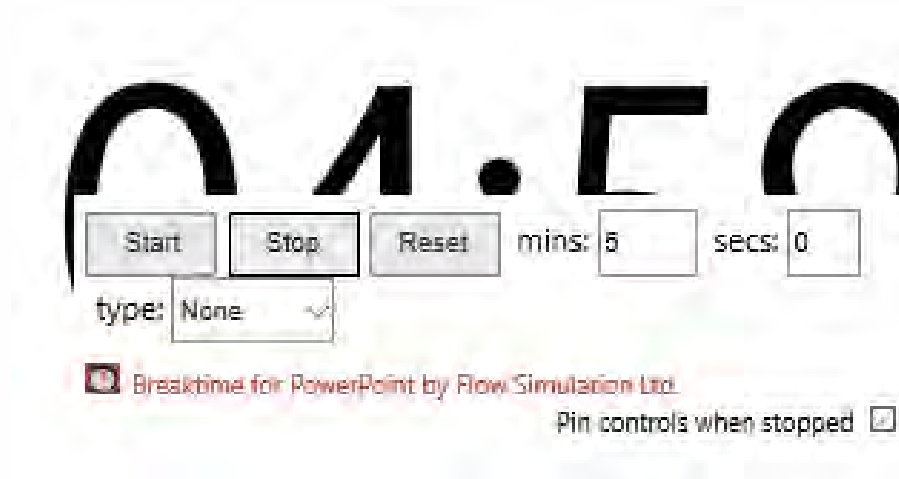 04:59
Start Stop Reset mins: 5 secs: 0
type: None
Breaktime for PowerPoint by Flow Simulation Ltd.
Pin controls when stopped